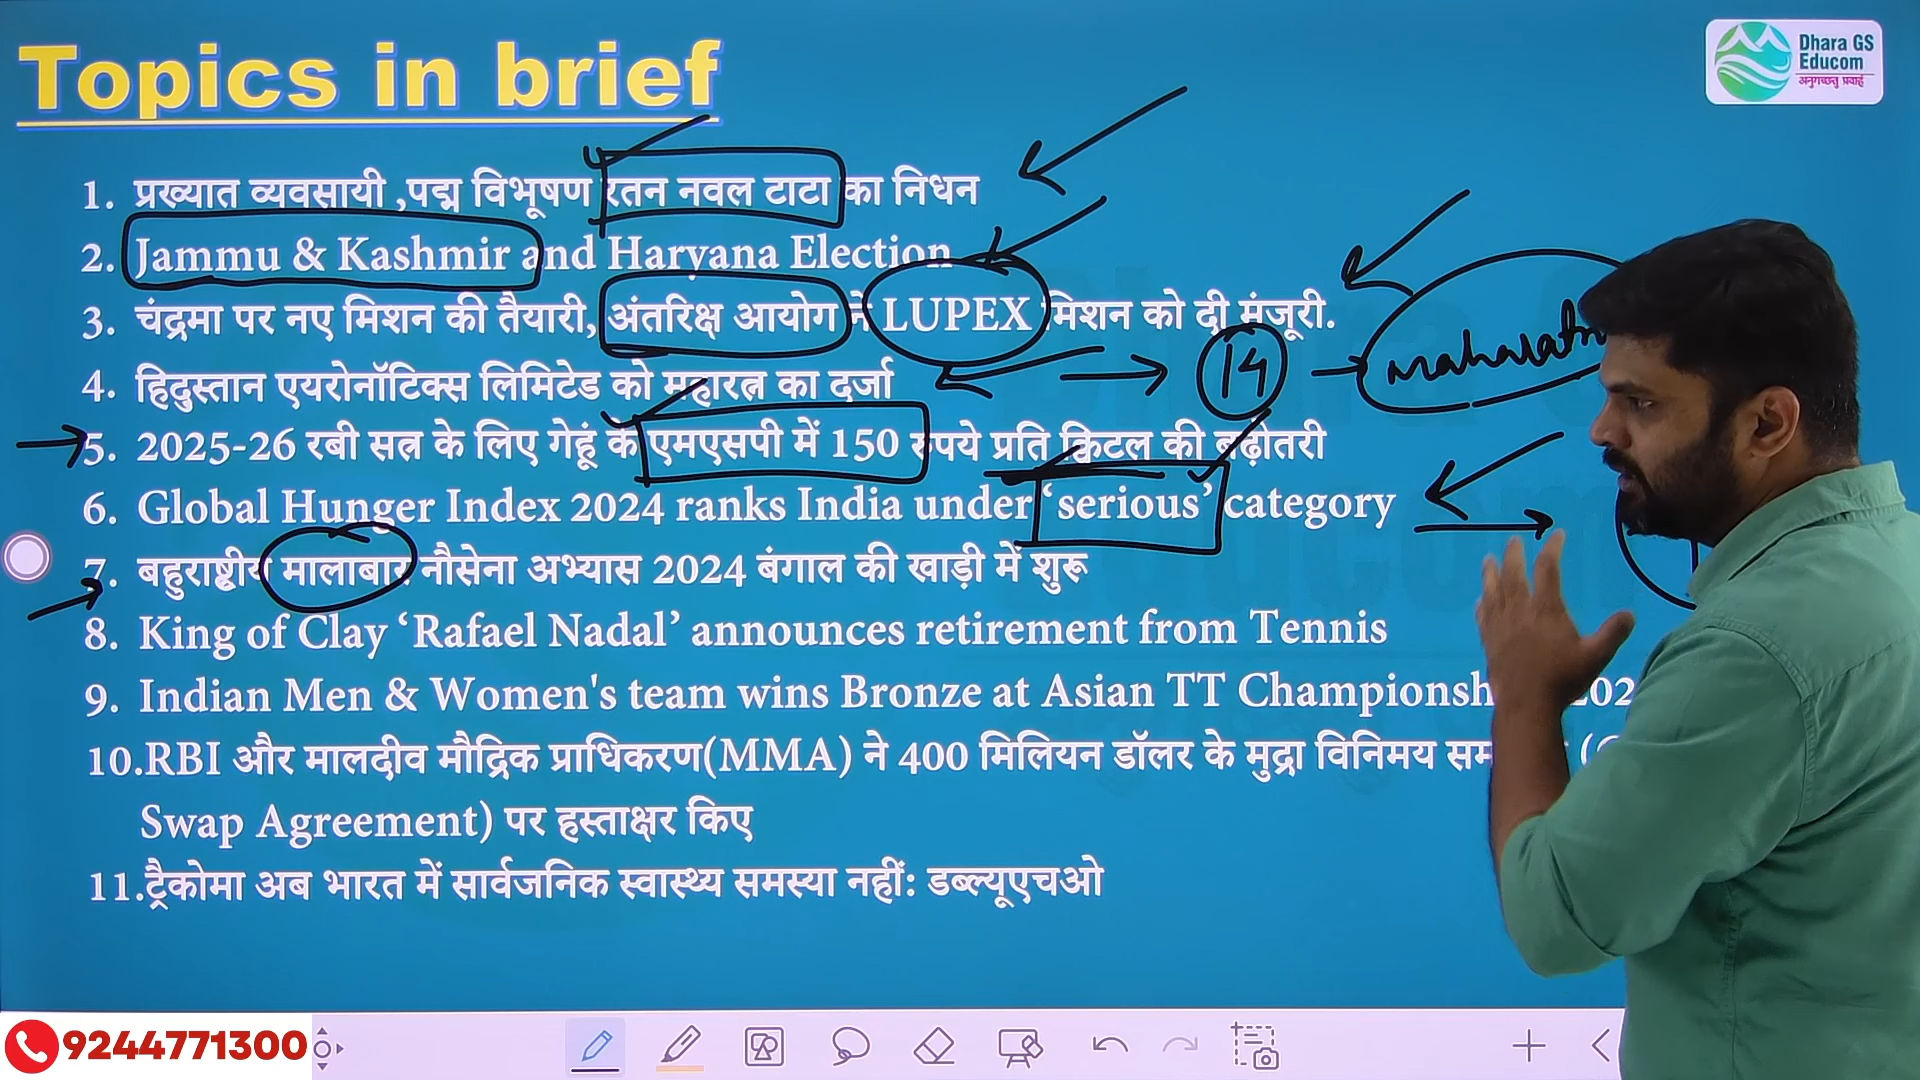 Topics in brief
Dhara GS
Educom
अनुगच्छतु प्रवाहं
1. प्रख्यात व्यवसायी ,पद्म विभूषण रतन नवल टाटा का निधन
2. Jammu & Kashmir and Haryana Election
3. चंद्रमा पर नए मिशन की तैयारी, अंतरिक्ष आयोग ने LUPEX मिशन को दी मंजूरी.
14
4. हिंदुस्तान एयरोनॉटिक्स लिमिटेड को महारत्न का दर्जा
5. 2025-26 रबी सत्र के लिए गेहूं के एमएसपी में 150 रुपये प्रति क्विंटल की बढ़ोतरी
6. Global Hunger Index 2024 ranks India under ‘serious’ category
7. बहुराष्ट्रीय मालाबार नौसेना अभ्यास 2024 बंगाल की खाड़ी में शुरू
8. King of Clay ‘Rafael Nadal’ announces retirement from Tennis
9. Indian Men & Women's team wins Bronze at Asian TT
10.RBI और मालदीव मौद्रिक प्राधिकरण(MMA) ने 400 मिलियन डॉलर के मुद्रा विनिमय
Swap Agreement) पर हस्ताक्षर किए
11.ट्रैकोमा अब भारत में सार्वजनिक स्वास्थ्य समस्या नहीं: डब्ल्यूएचओ
9244771300